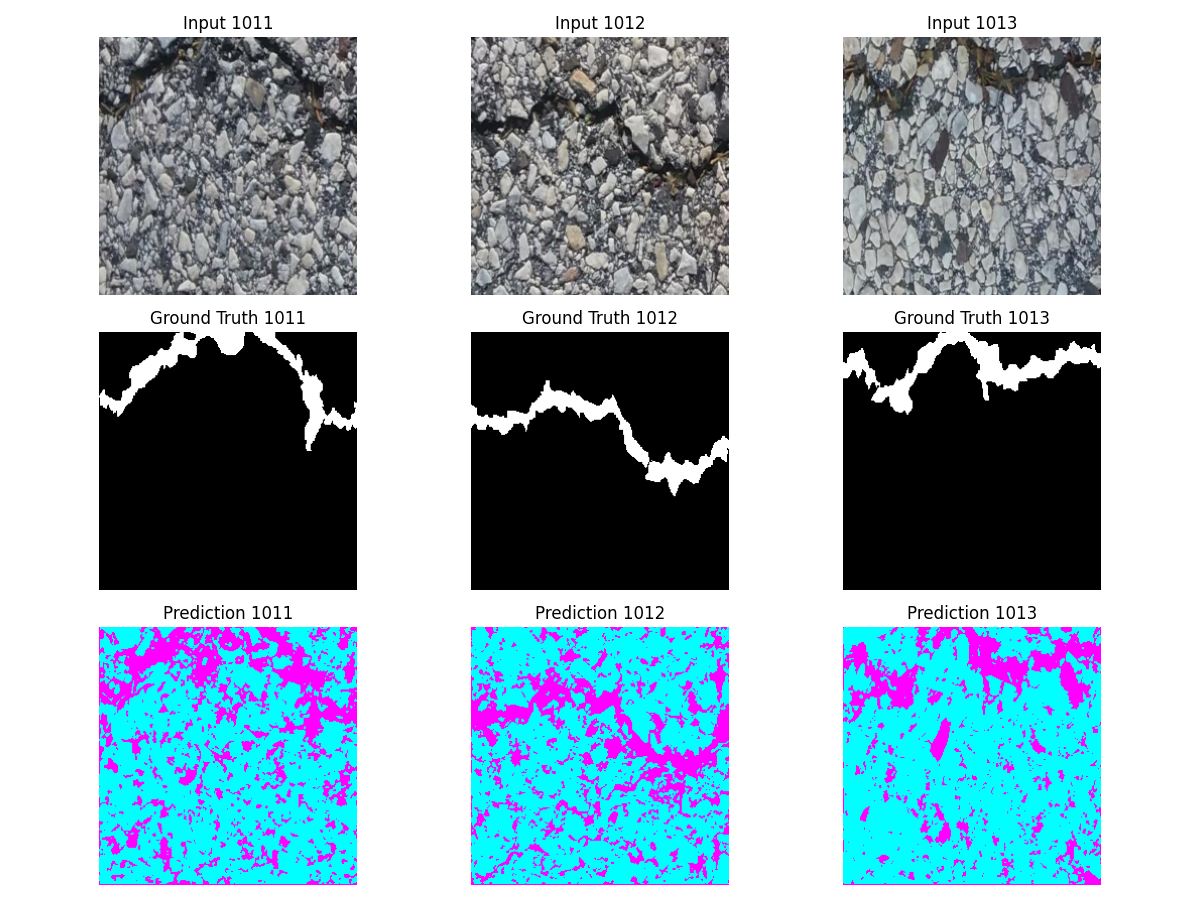 Input 1011
Input 1012
Input 1013
Ground Truth 1011
Ground Truth 1012
Ground Truth 1013
Prediction 1011
Prediction 1012
Prediction 1013